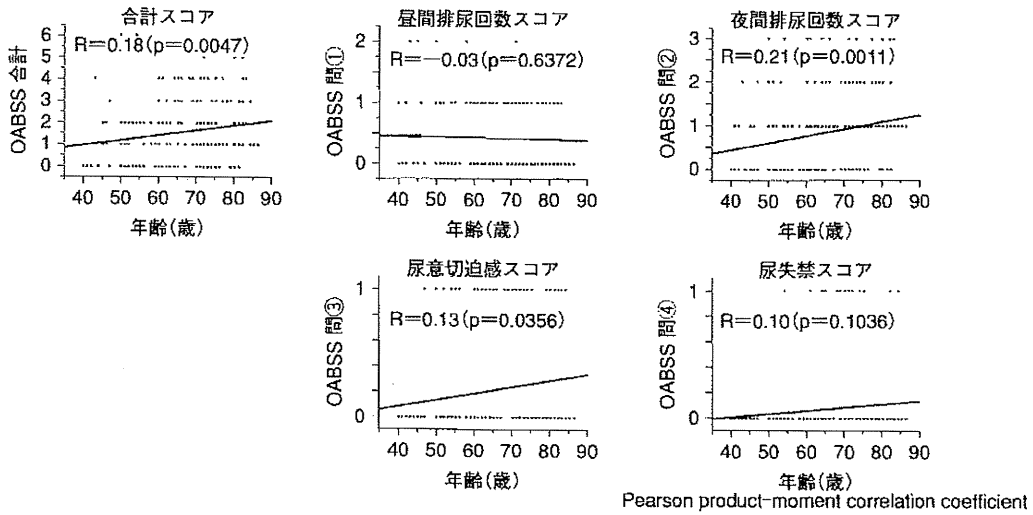 合計スコア
OABSS 合計
6
5
4
3
2
1
0
R=0.18(p=0.0047)
40 50 60 70 80 90
年齢(歳)
昼間排尿回数スコア
OABSS 問①
2
1
0
R=-0.03(p=0.6372)
40 50 60 70 80 90
年齢(歳)
夜間排尿回数スコア
OABSS 問②
3
2
1
0
R=0.21(p=0.0011)
40 50 60 70 80 90
年齢(歳)
尿意切迫感スコア
OABSS 問③
1
0
R=0.13(p=0.0356)
40 50 60 70 80 90
年齢(歳)
尿失禁スコア
OABSS 問④
1
0
R=0.10(p=0.1036)
40 50 60 70 80 90
年齢(歳)
Pearson product-moment correlation coefficient